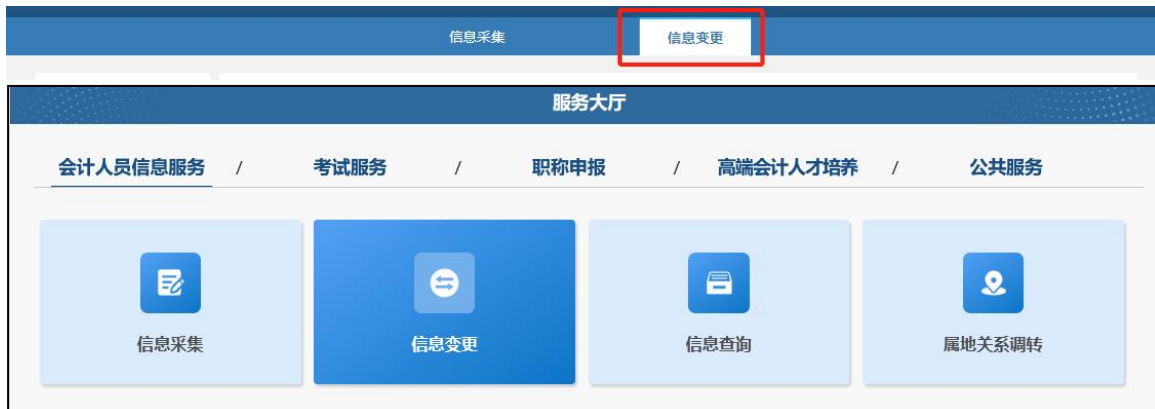 信息采集 信息变更
服务大厅
会计人员信息服务 / 考试服务 / 职称申报 / 高端会计人才培养 / 公共服务
信息采集 信息变更 信息查询 属地关系调转